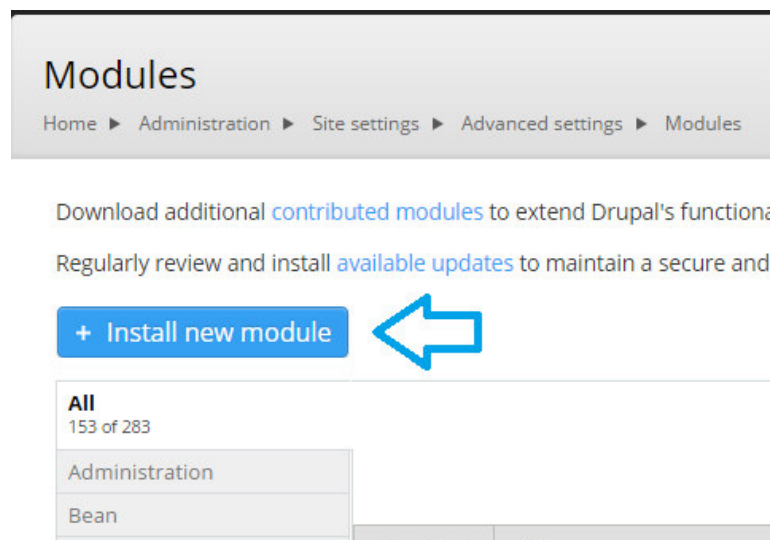 Modules
Home ► Administration ► Site settings ► Advanced settings ► Modules
Download additional contributed modules to extend Drupal's
Regularly review and install available updates to maintain a secure and
+ Install new module
All
153 of 283
Administration
Bean